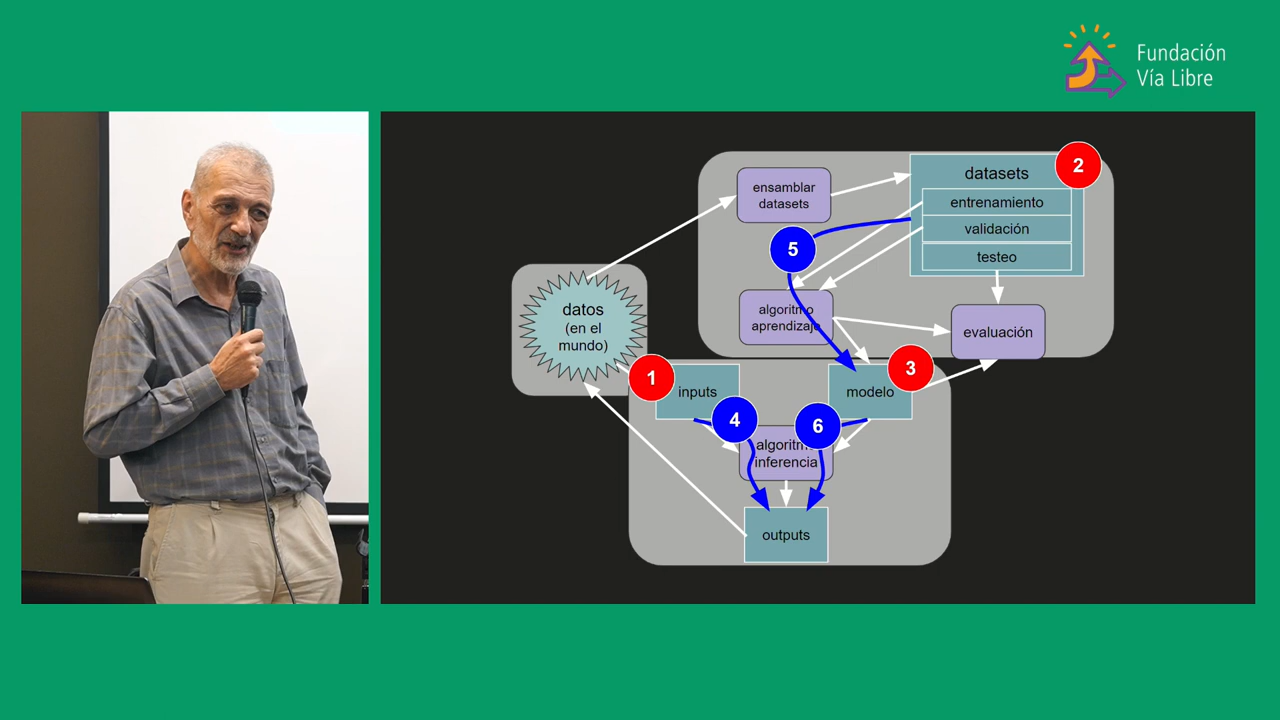 Fundación
Vía Libre
ensamblar
datasets
datasets
2
entrenamiento
validación
testeo
5
datos
(en el
mundo)
algoritmo
aprendizaje
evaluación
1
inputs
modelo
3
4
6
algoritmo
inferencia
outputs